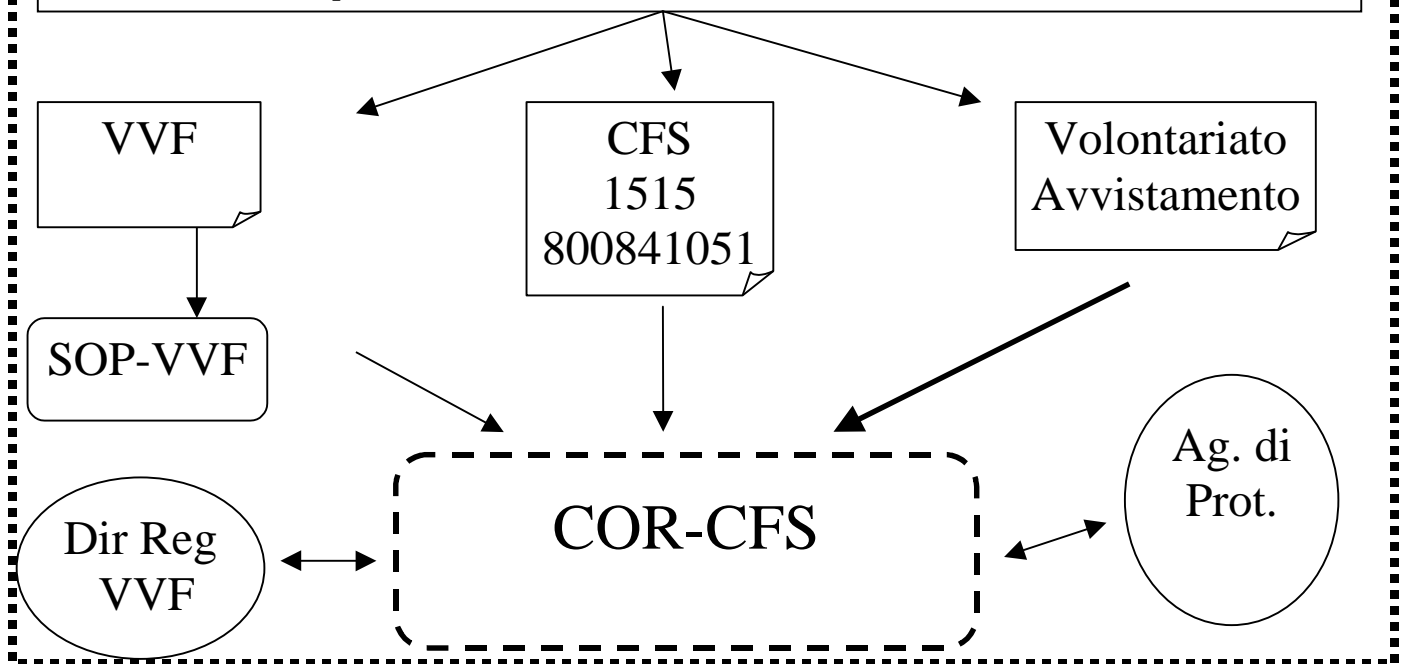 VVF
CFS
1515
800841051
Volontariato
Avvistamento
SOP-VVF
Ag. di
Prot.
COR-CFS
Dir Reg
VVF